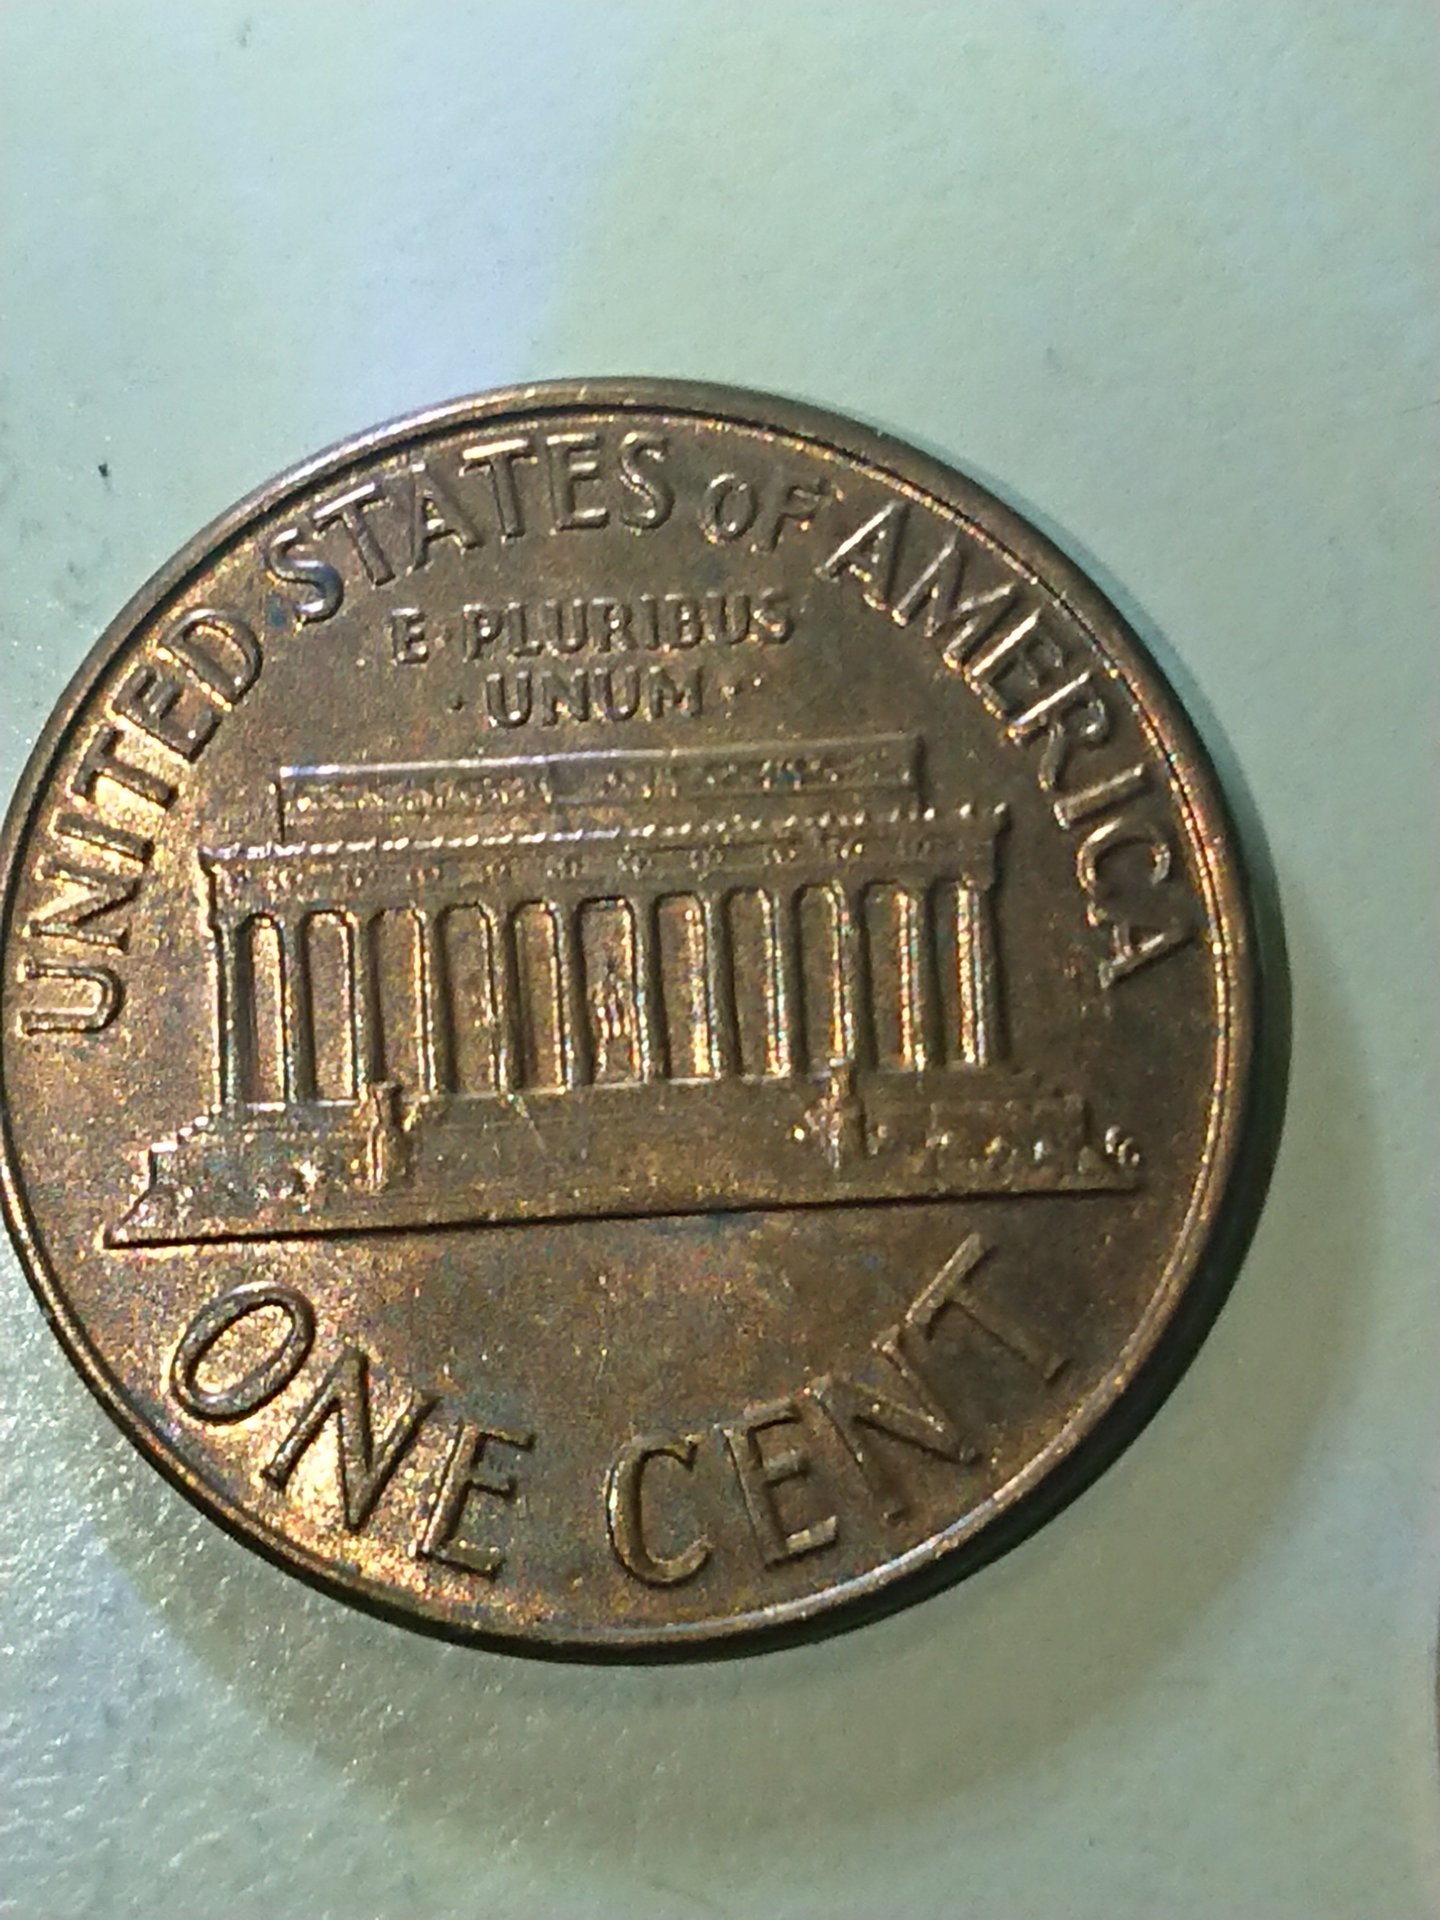 UNITED STATES OF AMERICA
E·PLURIBUS
·UNUM·
ONE CENT